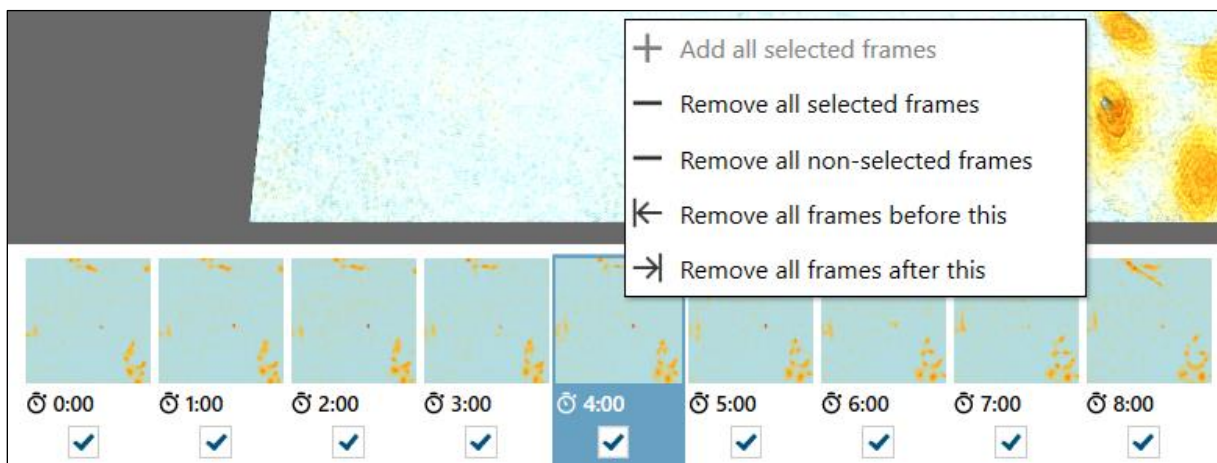 Add all selected frames
Remove all selected frames
Remove all non-selected frames
Remove all frames before this
Remove all frames after this
0:00 1:00 2:00 3:00 4:00 5:00 6:00 7:00 8:00